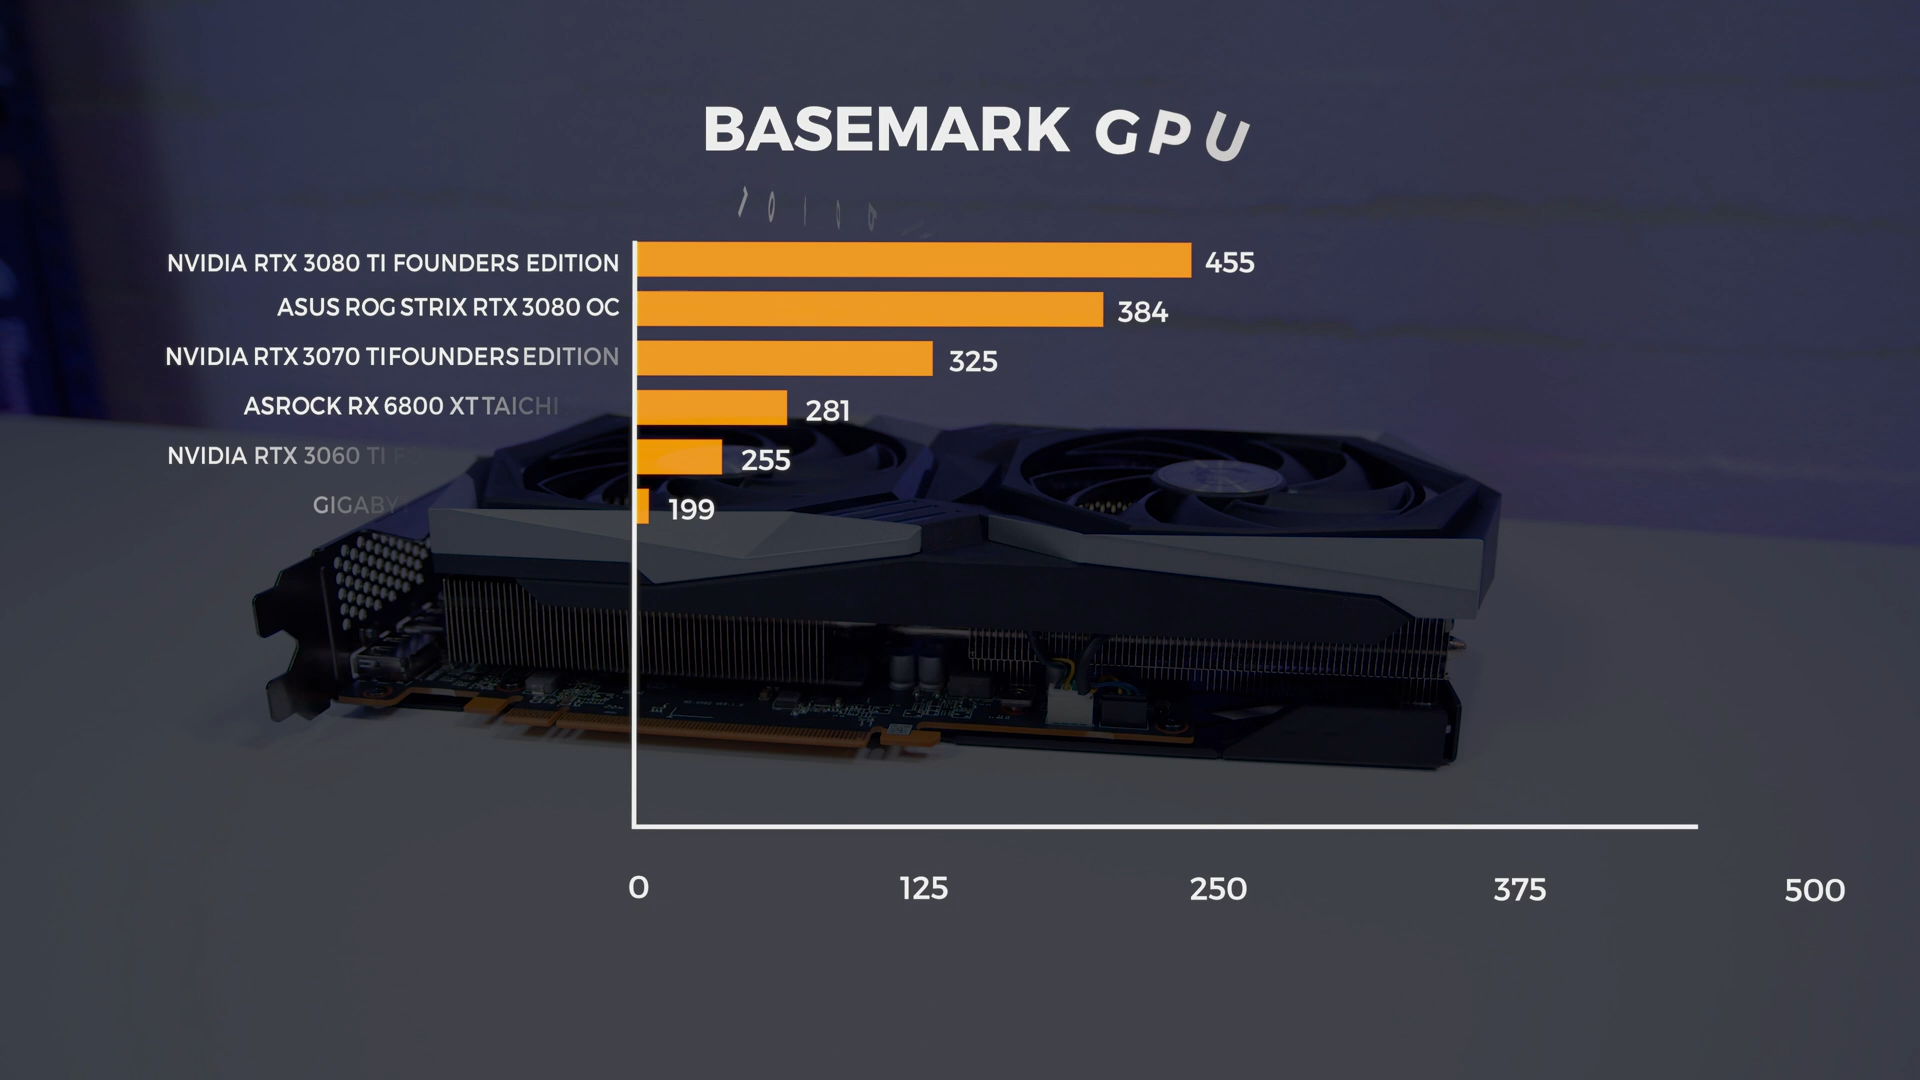 BASEMARK GPU
NVIDIA RTX 3080 TI FOUNDERS EDITION 455
ASUS ROG STRIX RTX 3080 OC 384
NVIDIA RTX 3070 TI FOUNDERS EDITION 325
ASROCK RX 6800 XT TAICHI 281
NVIDIA RTX 3060 TI 255
199
0 125 250 375 500